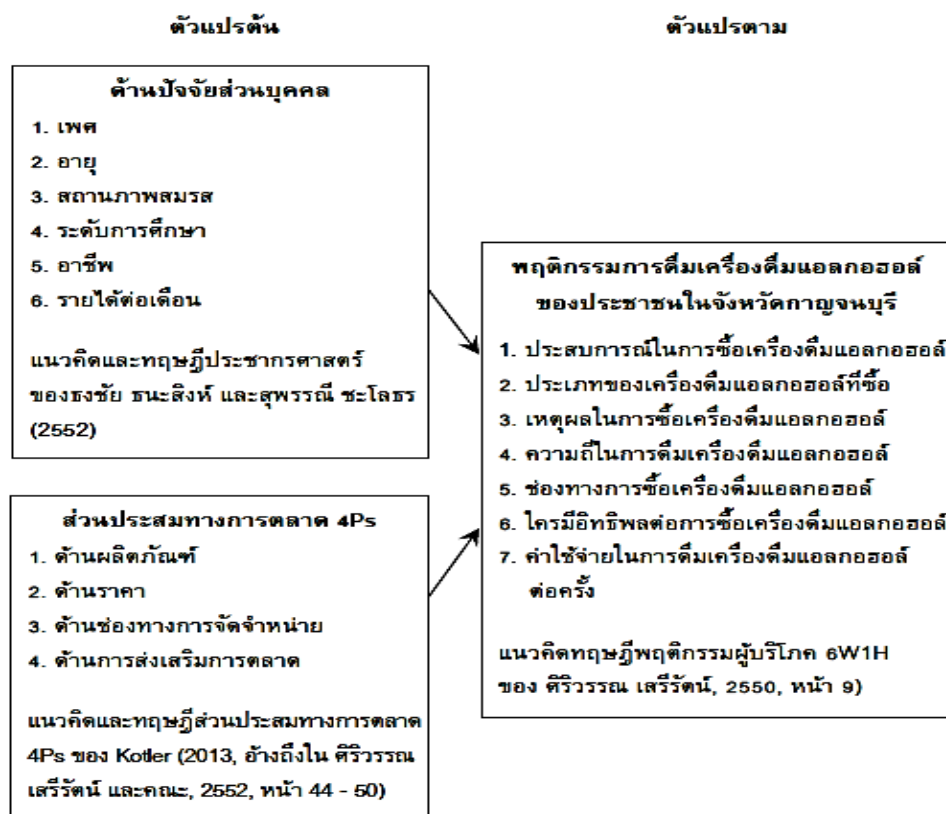 ตัวแปรต้น
ตัวแปรตาม
ด้านปัจจัยส่วนบุคคล
1. เพศ
2. อายุ
3. สถานภาพสมรส
4. ระดับการศึกษา
5. อาชีพ
6. รายได้ต่อเดือน
แนวคิดและทฤษฎีประชากรศาสตร์
ของธงชัย ธนะสิงห์ และสุพรรณี ชะโลธร
(2552)
ส่วนประสมทางการตลาด 4Ps
1. ด้านผลิตภัณฑ์
2. ด้านราคา
3. ด้านช่องทางการจัดจำหน่าย
4. ด้านการส่งเสริมการตลาด
แนวคิดและทฤษฎีส่วนประสมทางการตลาด
4Ps ของ Kotler (2013, อ้างถึงใน ศิริวรรณ
เสรีรัตน์ และคณะ, 2552, หน้า 44 - 50)
พฤติกรรมการดื่มเครื่องดื่มแอลกอฮอล์
ของประชาชนในจังหวัดกาญจนบุรี
1. ประสบการณ์ในการซื้อเครื่องดื่มแอลกอฮอล์
2. ประเภทของเครื่องดื่มแอลกอฮอล์ที่ซื้อ
3. เหตุผลในการซื้อเครื่องดื่มแอลกอฮอล์
4. ความถี่ในการดื่มเครื่องดื่มแอลกอฮอล์
5. ช่องทางการซื้อเครื่องดื่มแอลกอฮอล์
6. ใครมีอิทธิพลต่อการซื้อเครื่องดื่มแอลกอฮอล์
7. ค่าใช้จ่ายในการดื่มเครื่องดื่มแอลกอฮอล์
ต่อครั้ง
แนวคิดทฤษฎีพฤติกรรมผู้บริโภค 6W1H
ของ ศิริวรรณ เสรีรัตน์, 2550, หน้า 9)